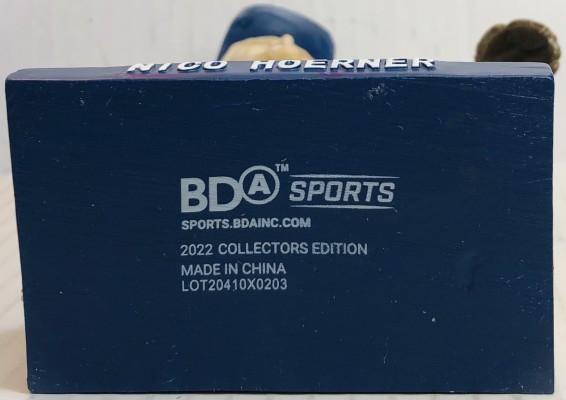 NICO HOERNER
BDA™ SPORTS
SPORTS.BDAINC.COM
2022 COLLECTORS EDITION
MADE IN CHINA
LOT20410X0203